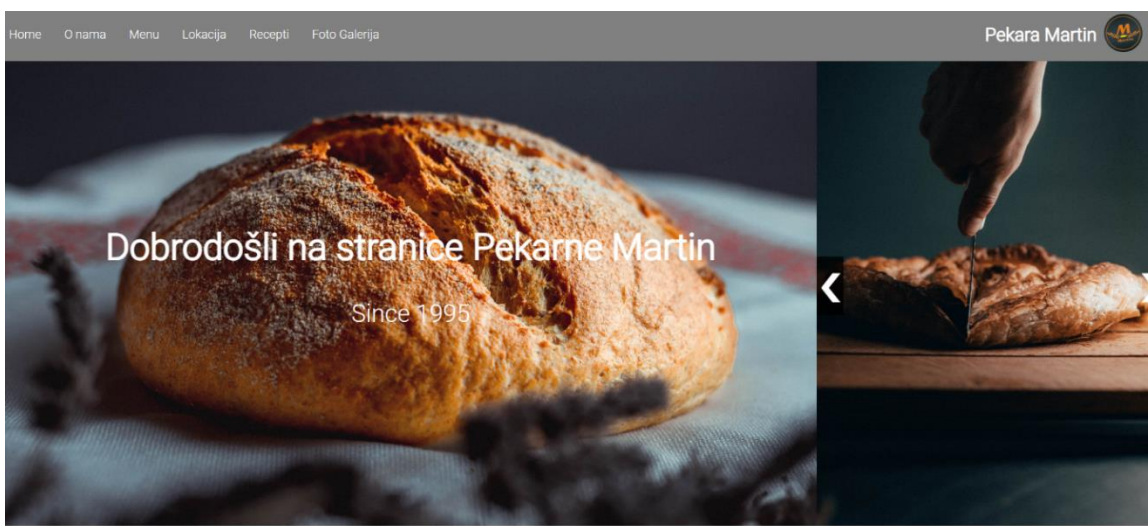 Home O nama Menu Lokacija Recepti Foto Galerija Pekara Martin
M
Dobrodošli na stranice Pekarne Martin
Since 1995